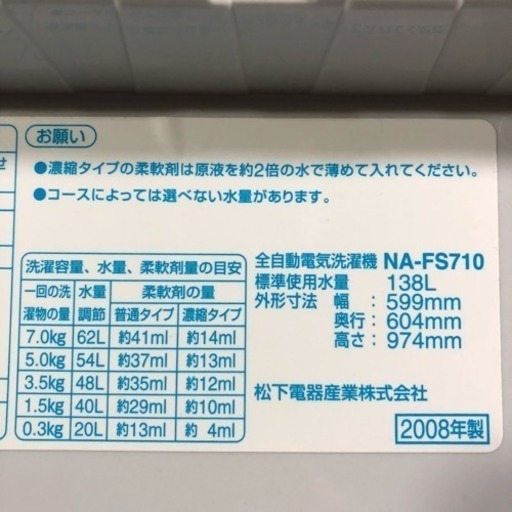 お願い
せ
●濃縮タイプの柔軟剤は原液を約2倍の水で薄めて入れてください。
●コースによっては選べない水量があります。
洗濯容量、水量、柔軟剤量の目安
一回の洗濯物の量 水量調節 柔軟剤の量
普通タイプ 濃縮タイプ
7.0kg 62L 約41ml 約14ml
5.0kg 54L 約37ml 約13ml
3.5kg 48L 約35ml 約12ml
1.5kg 40L 約29ml 約10ml
0.3kg 20L 約13ml 約 4ml
全自動電気洗濯機 NA-FS710
標準使用水量 138L
外形寸法 幅 : 599mm
奥行 : 604mm
高さ : 974mm
松下電器産業株式会社
2008年製